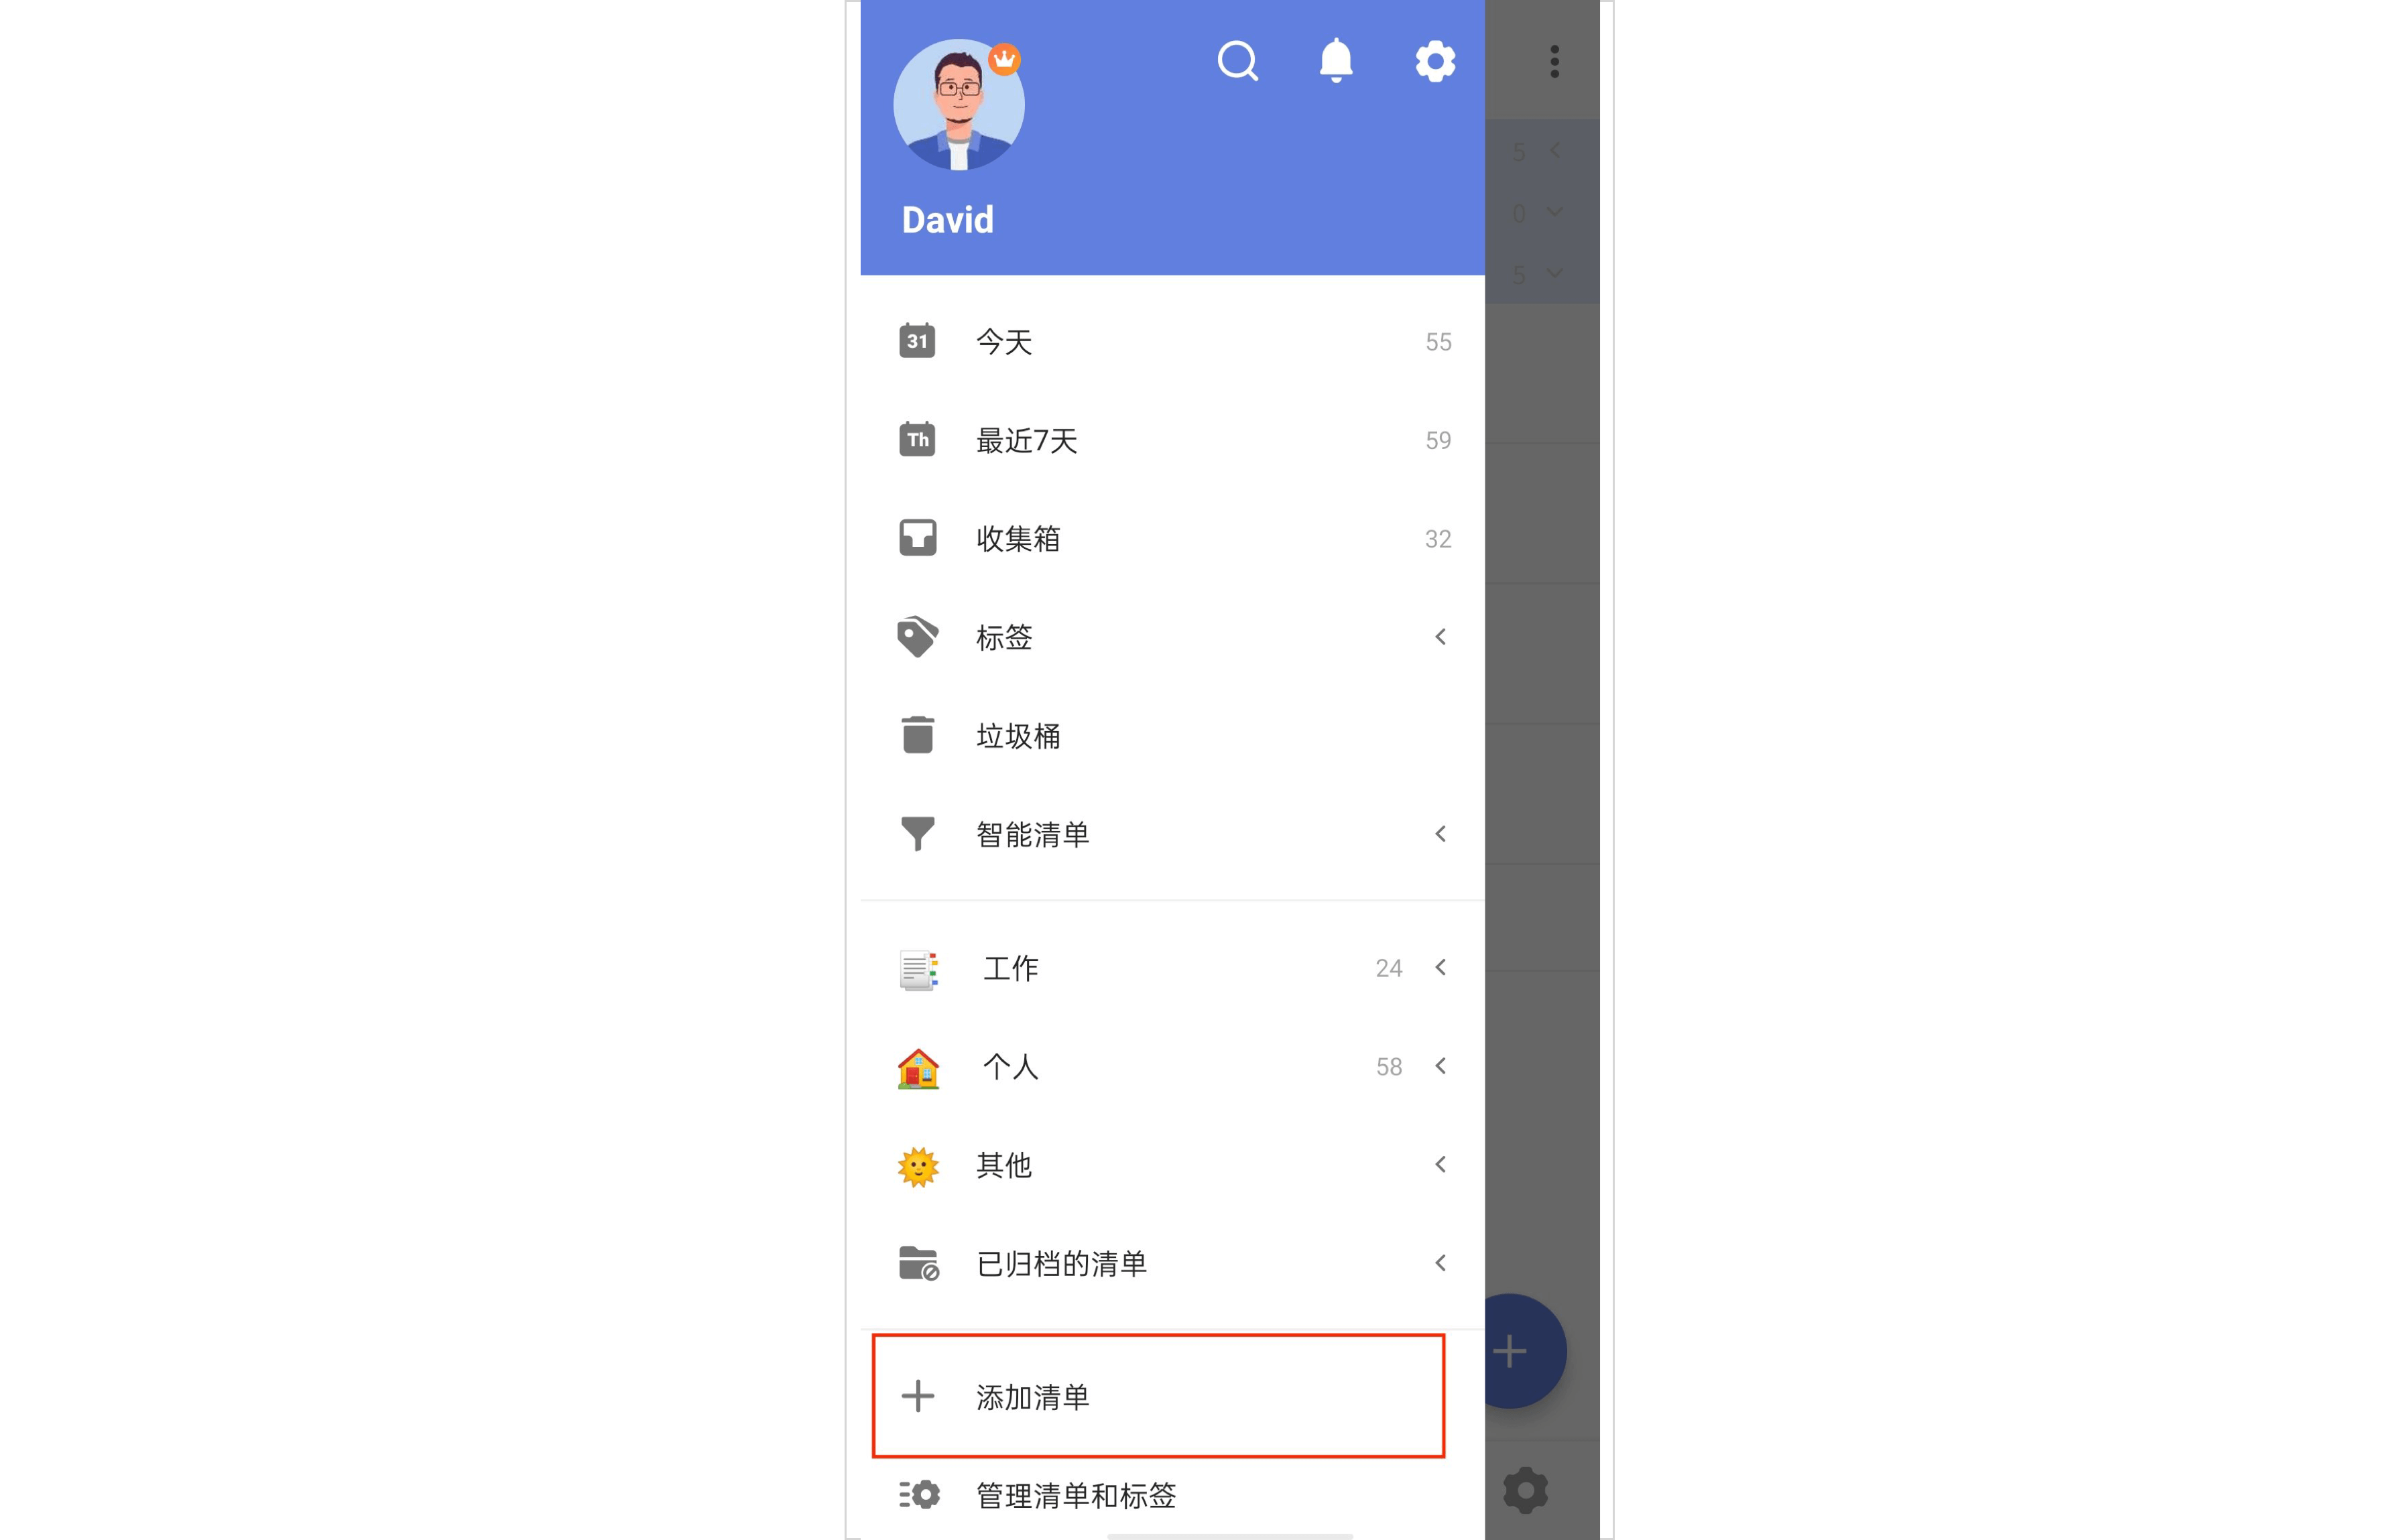 David
5
0
5
31 今天 55
Th 最近7天 59
收集箱 32
标签
垃圾桶
智能清单
工作 24
个人 58
其他
已归档的清单
添加清单
管理清单和标签